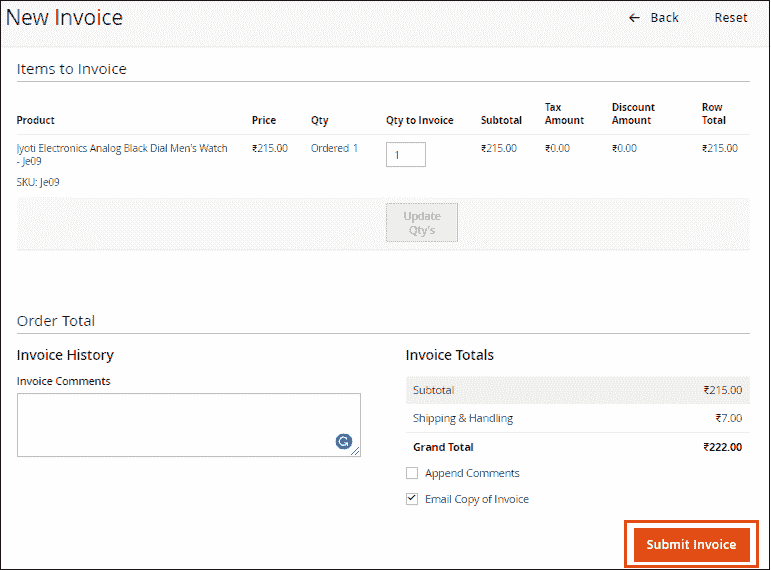 New Invoice
← Back Reset
Items to Invoice
Product Price Qty Qty to Invoice Subtotal Tax Amount Discount Amount Row Total
Jyoti Electronics Analog Black Dial Men's Watch ₹215.00 Ordered 1 1 ₹215.00 ₹0.00 ₹0.00 ₹215.00
- Je09
SKU: Je09
Update
Qty's
Order Total
Invoice History
Invoice Comments
Invoice Totals
Subtotal ₹215.00
Shipping & Handling ₹7.00
Grand Total ₹222.00
Append Comments
Email Copy of Invoice
Submit Invoice